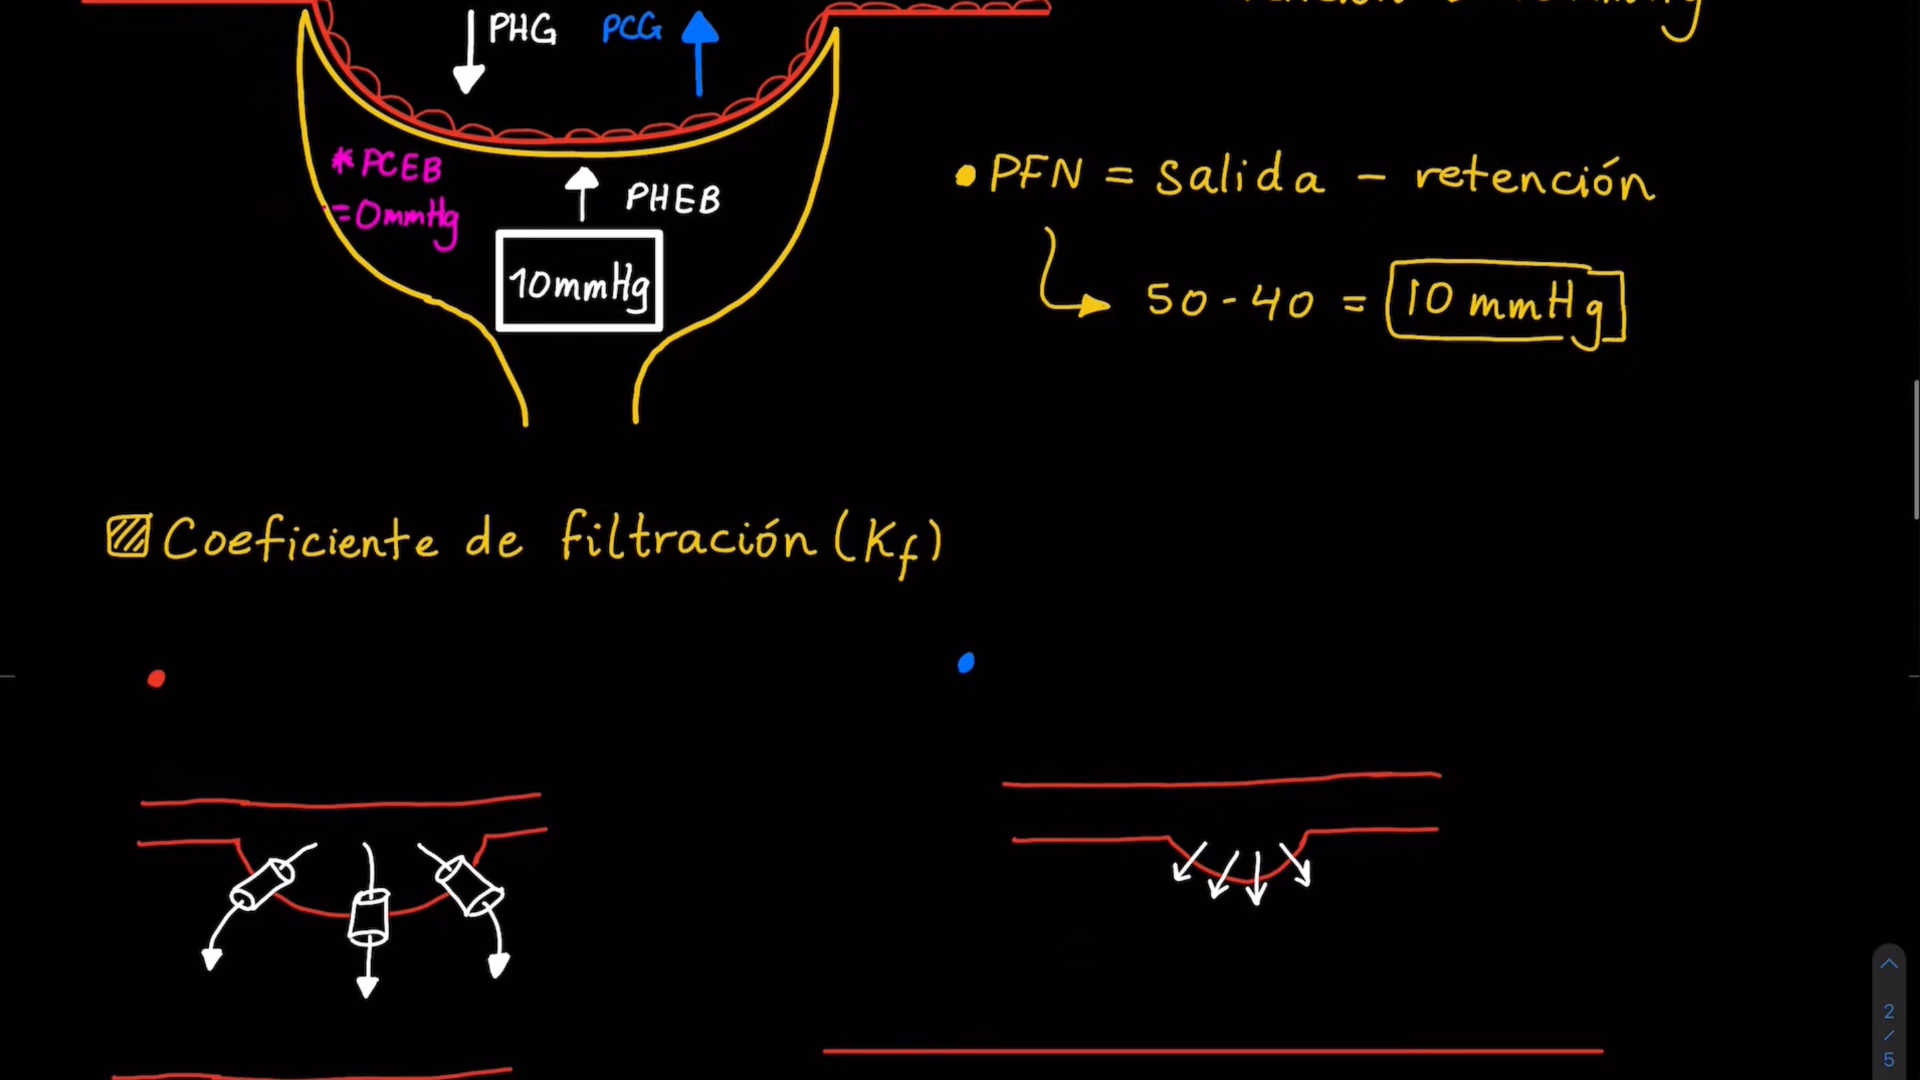 PHG PCG
* PCEB
= 0mmHg
PHEB
10mmHg
• PFN = salida - retención
50 - 40 = 10 mmHg
Coeficiente de filtración (Kf)
2
/
5